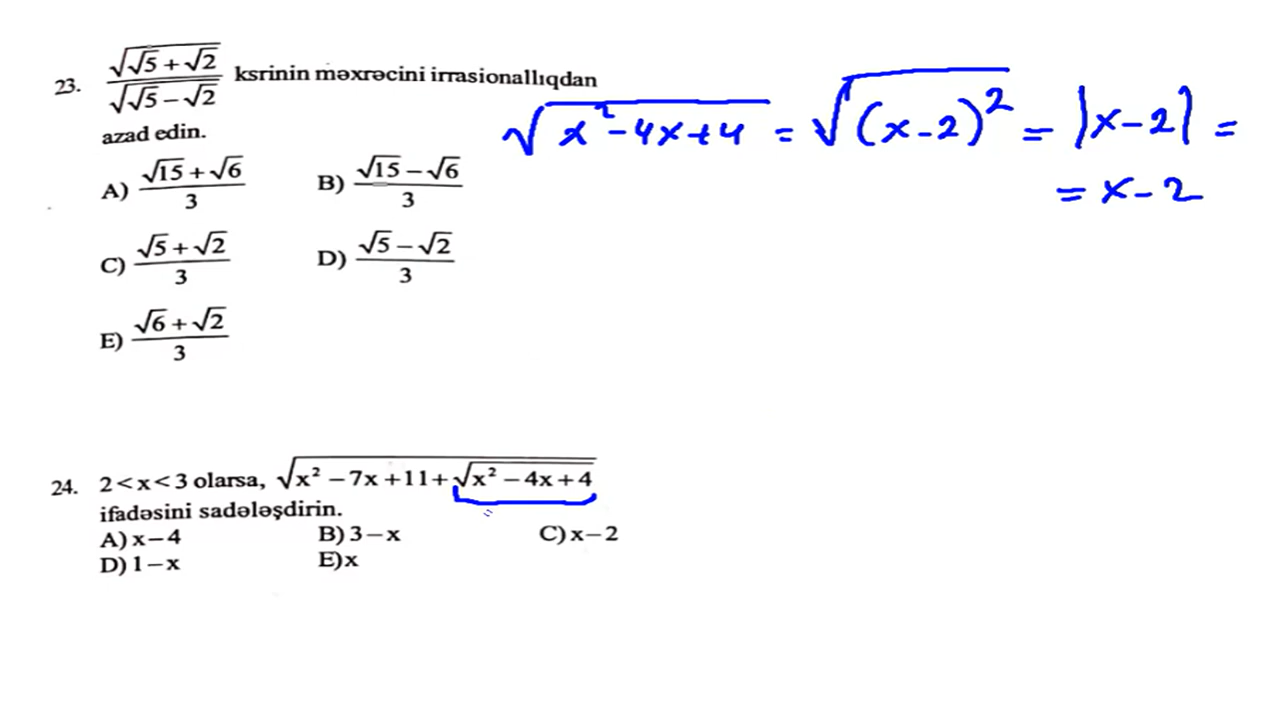 23. √(√5 + √2) / √(√5 − √2) ksrinin məxrəcini irrasionallıqdan
azad edin.
A) (√15 + √6)/3 B) (√15 − √6)/3
C) (√5 + √2)/3 D) (√5 − √2)/3
E) (√6 + √2)/3
√(x² − 4x + 4) = √((x − 2)²) = |x − 2| =
= x − 2
24. 2 < x < 3 olarsa, √(x² − 7x + 11 + √(x² − 4x + 4))
ifadəsini sadələşdirin.
A) x − 4 B) 3 − x C) x − 2
D) 1 − x E) x